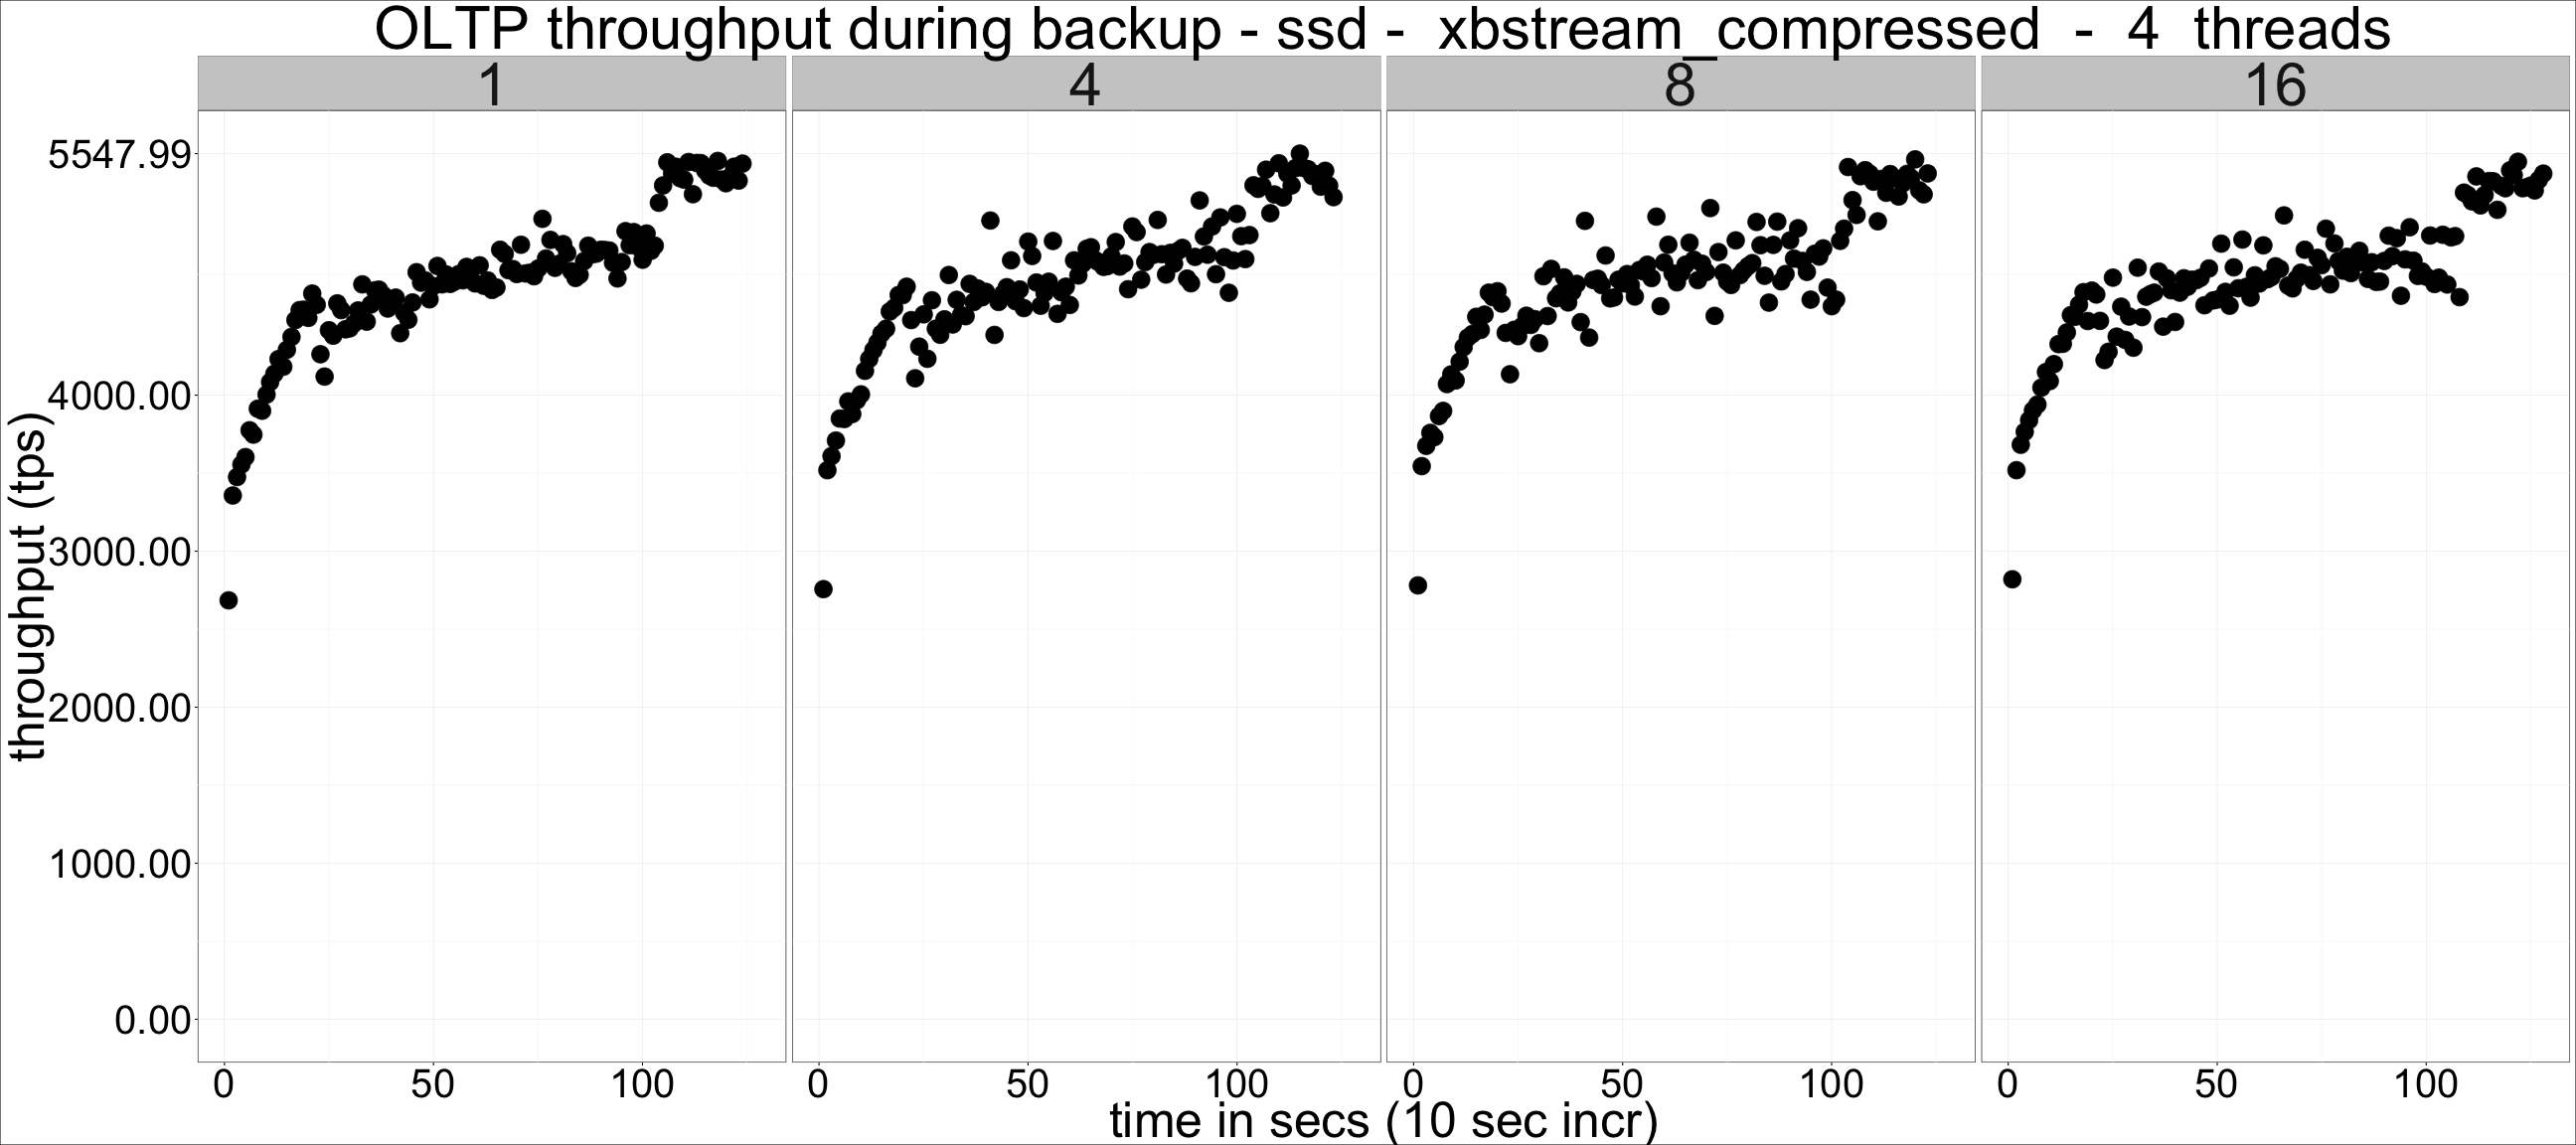 OLTP throughput during backup - ssd - xbstream_compressed - 4 threads
1 4 8 16
throughput (tps)
5547.99
4000.00
3000.00
2000.00
1000.00
0.00
0 50 100 0 50 100 0 50 100 0 50 100
time in secs (10 sec incr)